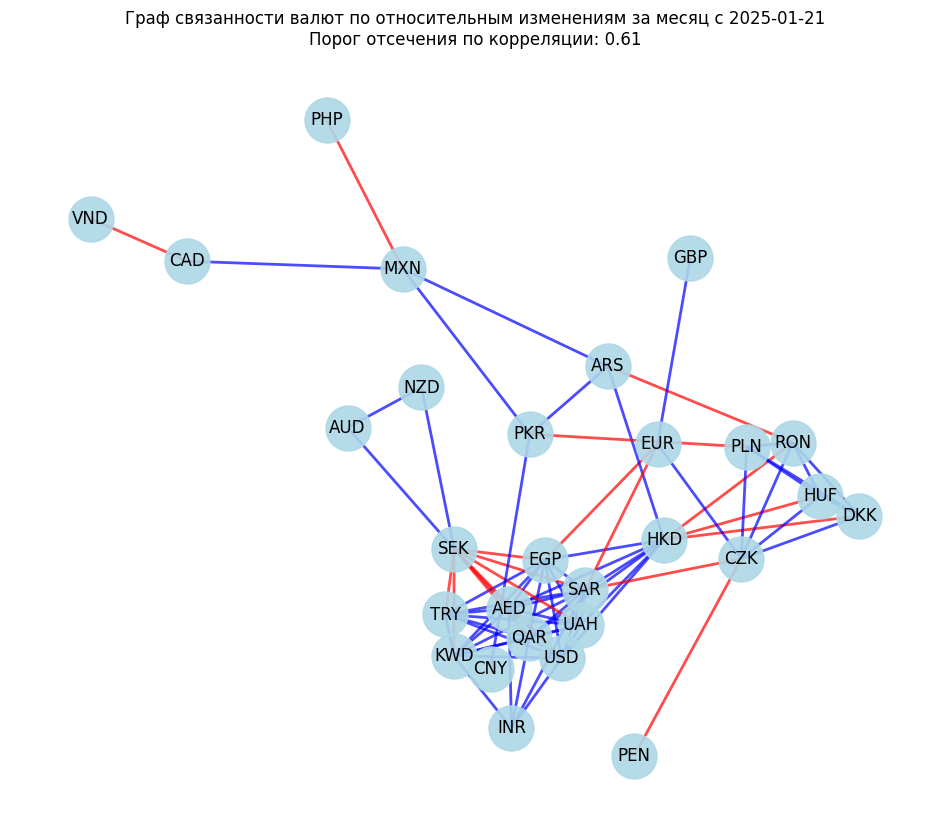 Граф связанности валют по относительным изменениям за месяц с 2025-01-21
Порог отсечения по корреляции: 0.61
PHP
VND
CAD
MXN
GBP
ARS
NZD
AUD
PKR
EUR
PLN
RON
HUF
DKK
SEK
EGP
HKD
CZK
SAR
TRY
AED
UAH
QAR
KWD
CNY
USD
INR
PEN